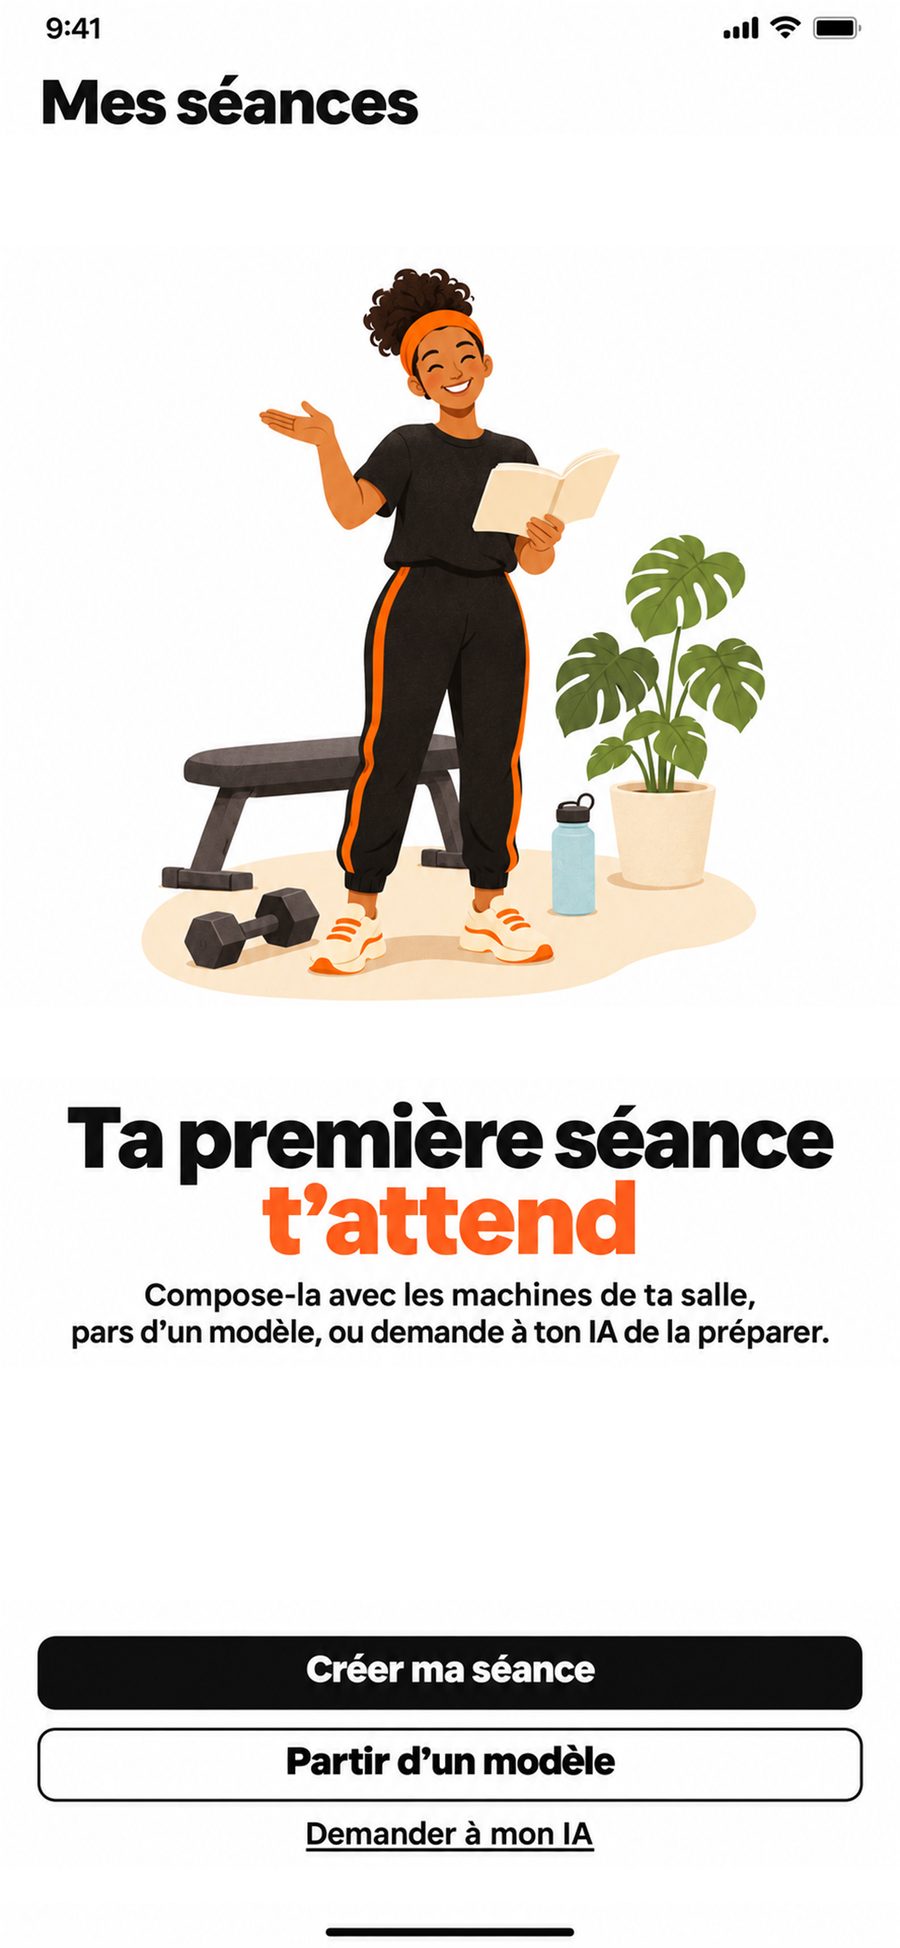 9:41
Mes séances
Ta première séance
t’attend
Compose-la avec les machines de ta salle,
pars d’un modèle, ou demande à ton IA de la préparer.
Créer ma séance
Partir d’un modèle
Demander à mon IA